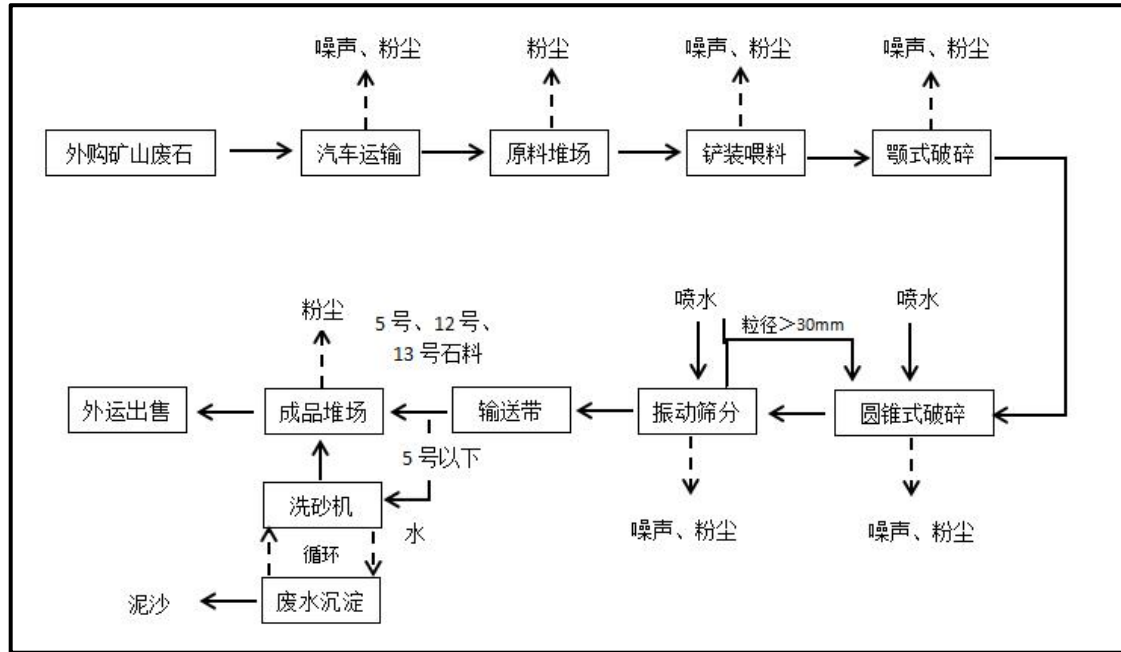 噪声、粉尘
粉尘
噪声、粉尘
噪声、粉尘
外购矿山废石
汽车运输
原料堆场
铲装喂料
颚式破碎
粉尘
5号、12号、
13号石料
喷水
粒径＞30mm
喷水
外运出售
成品堆场
输送带
振动筛分
圆锥式破碎
5号以下
洗砂机
水
噪声、粉尘
噪声、粉尘
循环
泥沙
废水沉淀